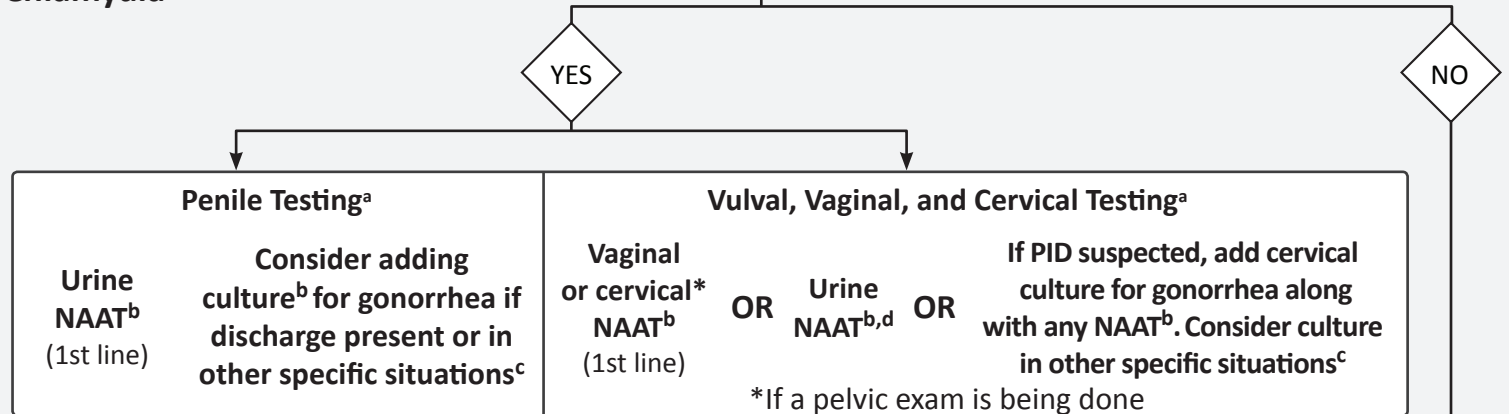 YES
NO
Penile Testingᵃ
Urine
NAATᵇ
(1st line)
Consider adding
cultureᵇ for gonorrhea if
discharge present or in
other specific situationsᶜ
Vulval, Vaginal, and Cervical Testingᵃ
Vaginal
or cervical*
NAATᵇ
(1st line)
OR
Urine
NAATᵇ,ᵈ
OR
If PID suspected, add cervical
culture for gonorrhea along
with any NAATᵇ. Consider culture
in other specific situationsᶜ
*If a pelvic exam is being done